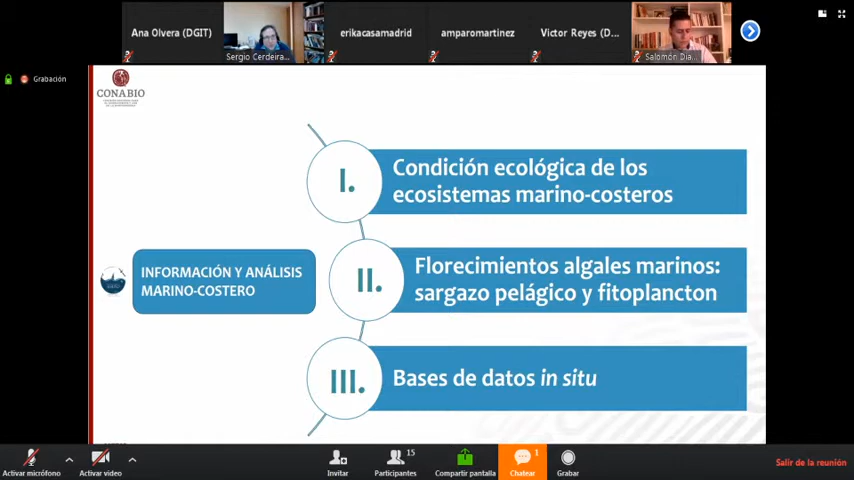 Ana Olvera (DGIT)
Sergio Cerdeira...
erikacasamadrid
amparomartinez
Victor Reyes (D...
Salomón Dia...
Grabación
CONABIO
I.
Condición ecológica de los
ecosistemas marino-costeros
INFORMACIÓN Y ANÁLISIS
MARINO-COSTERO
II.
Florecimientos algales marinos:
sargazo pelágico y fitoplancton
III.
Bases de datos in situ
Activar micrófono
Activar video
Invitar
Participantes
15
Compartir pantalla
Chatear
1
Grabar
Salir de la reunión